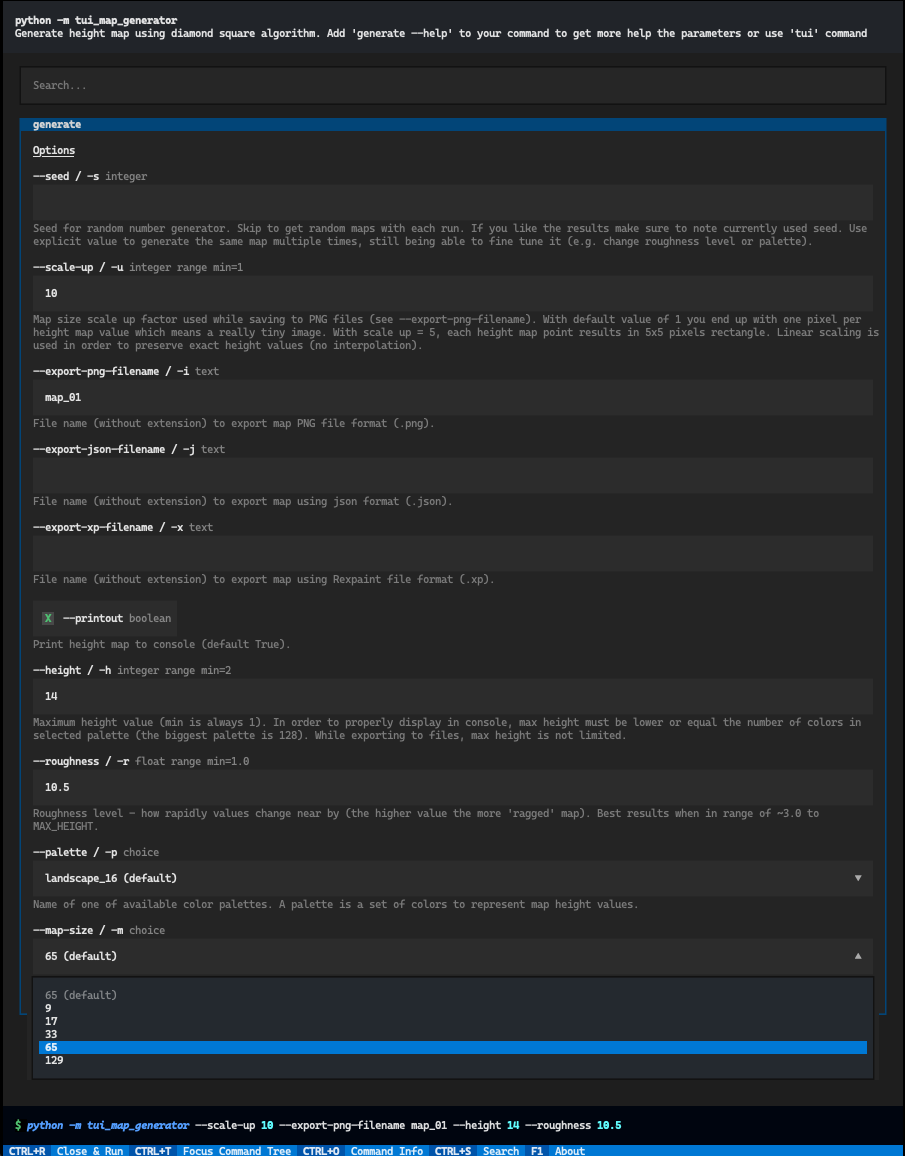 python -m tui_map_generator
Generate height map using diamond square algorithm. Add 'generate --help' to your command to get more help the parameters or use 'tui' command
Search...
generate
Options
--seed / -s integer
Seed for random number generator. Skip to get random maps with each run. If you like the results make sure to note currently used seed. Use
explicit value to generate the same map multiple times, still being able to fine tune it (e.g. change roughness level or palette).
--scale-up / -u integer range min=1
10
Map size scale up factor used while saving to PNG files (see --export-png-filename). With default value of 1 you end up with one pixel per
height map value which means a really tiny image. With scale up = 5, each height map point results in 5x5 pixels rectangle. Linear scaling is
used in order to preserve exact height values (no interpolation).
--export-png-filename / -i text
map_01
File name (without extension) to export map PNG file format (.png).
--export-json-filename / -j text
File name (without extension) to export map using json format (.json).
--export-xp-filename / -x text
File name (without extension) to export map using Rexpaint file format (.xp).
X --printout boolean
Print height map to console (default True).
--height / -h integer range min=2
14
Maximum height value (min is always 1). In order to properly display in console, max height must be lower or equal the number of colors in
selected palette (the biggest palette is 128). While exporting to files, max height is not limited.
--roughness / -r float range min=1.0
10.5
Roughness level - how rapidly values change near by (the higher value the more 'ragged' map). Best results when in range of ~3.0 to
MAX_HEIGHT.
--palette / -p choice
landscape_16 (default) ▼
Name of one of available color palettes. A palette is a set of colors to represent map height values.
--map-size / -m choice
65 (default) ▲
65 (default)
9
17
33
65
129
$ python -m tui_map_generator --scale-up 10 --export-png-filename map_01 --height 14 --roughness 10.5
CTRL+R Close & Run CTRL+T Focus Command Tree CTRL+O Command Info CTRL+S Search F1 About